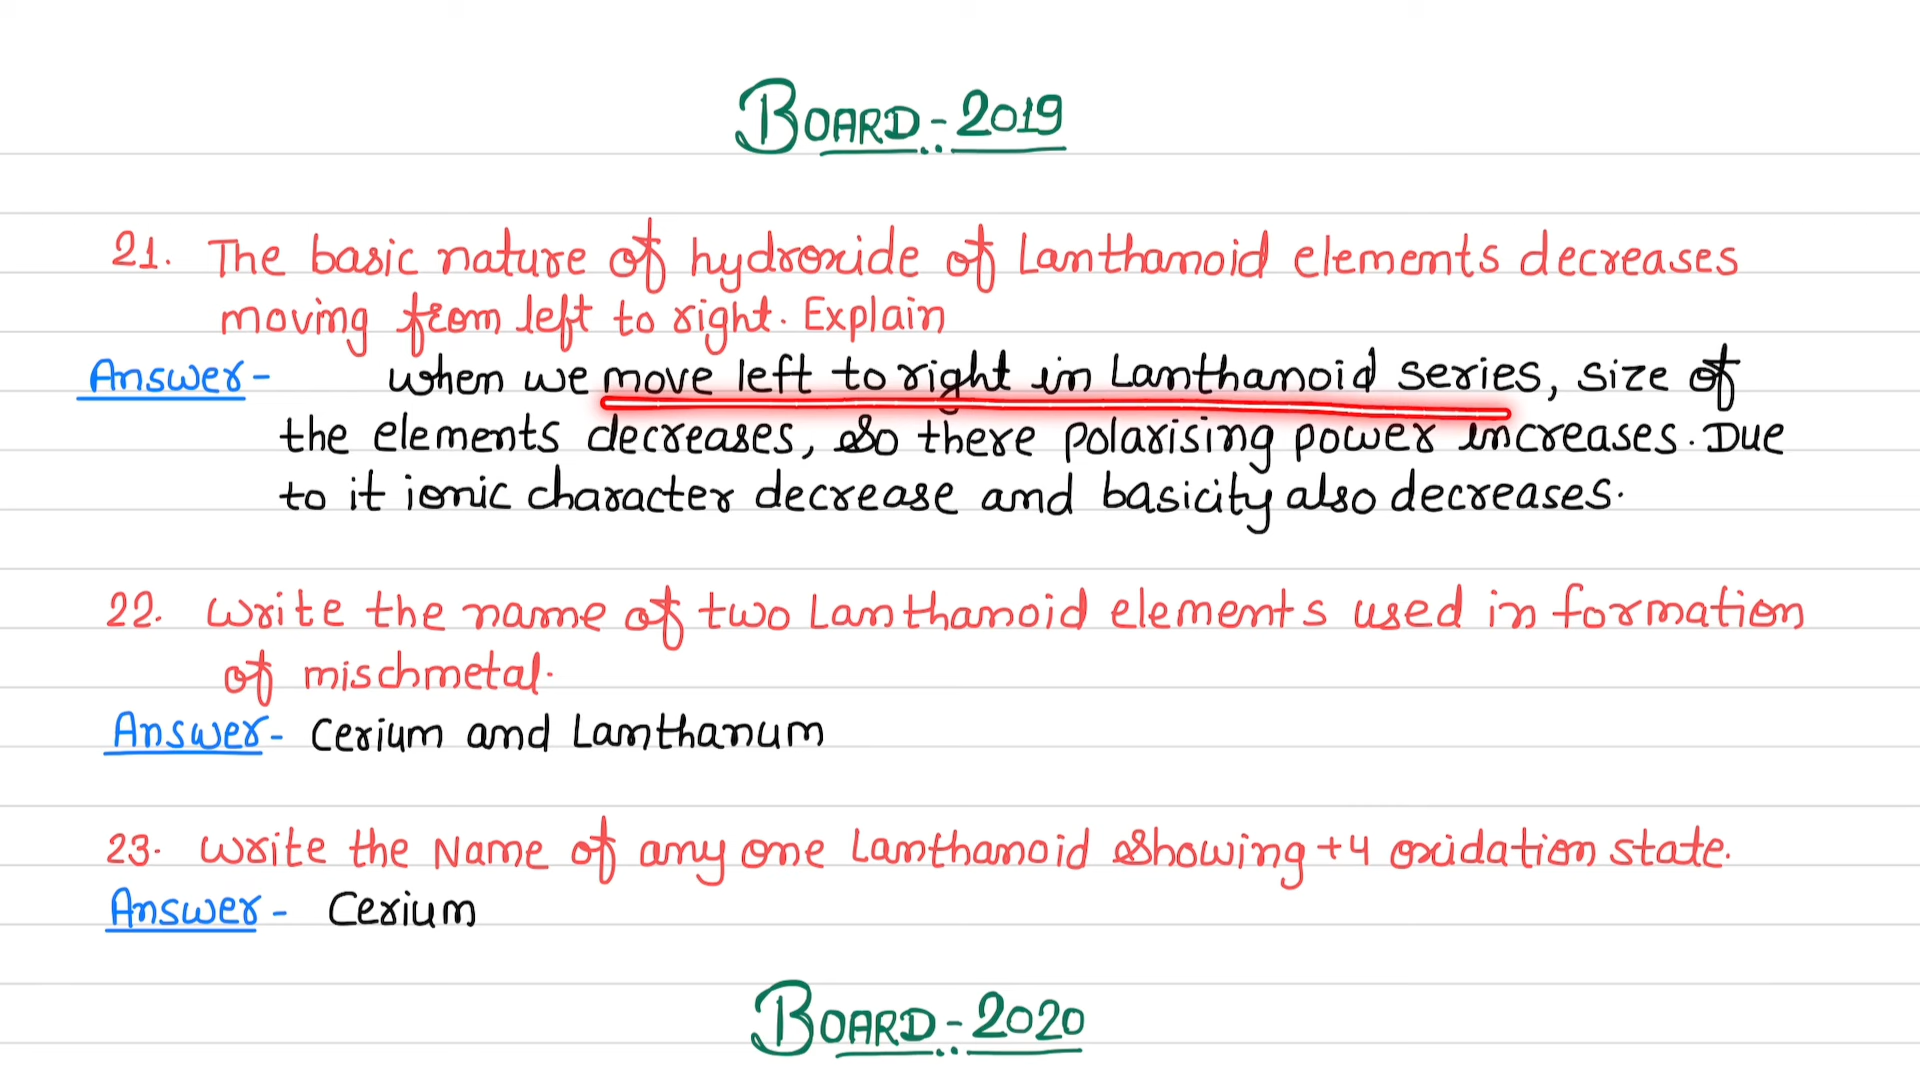 BOARD - 2019
21. The basic nature of hydroxide of Lanthanoid elements decreases
moving from left to right. Explain
Answer - when we move left to right in Lanthanoid series, size of
the elements decreases, so there polarising power increases. Due
to it ionic character decrease and basicity also decreases.
22. Write the name of two Lanthanoid elements used in formation
of mischmetal.
Answer - Cerium and Lanthanum
23. Write the Name of any one Lanthanoid showing +4 oxidation state.
Answer - Cerium
BOARD - 2020